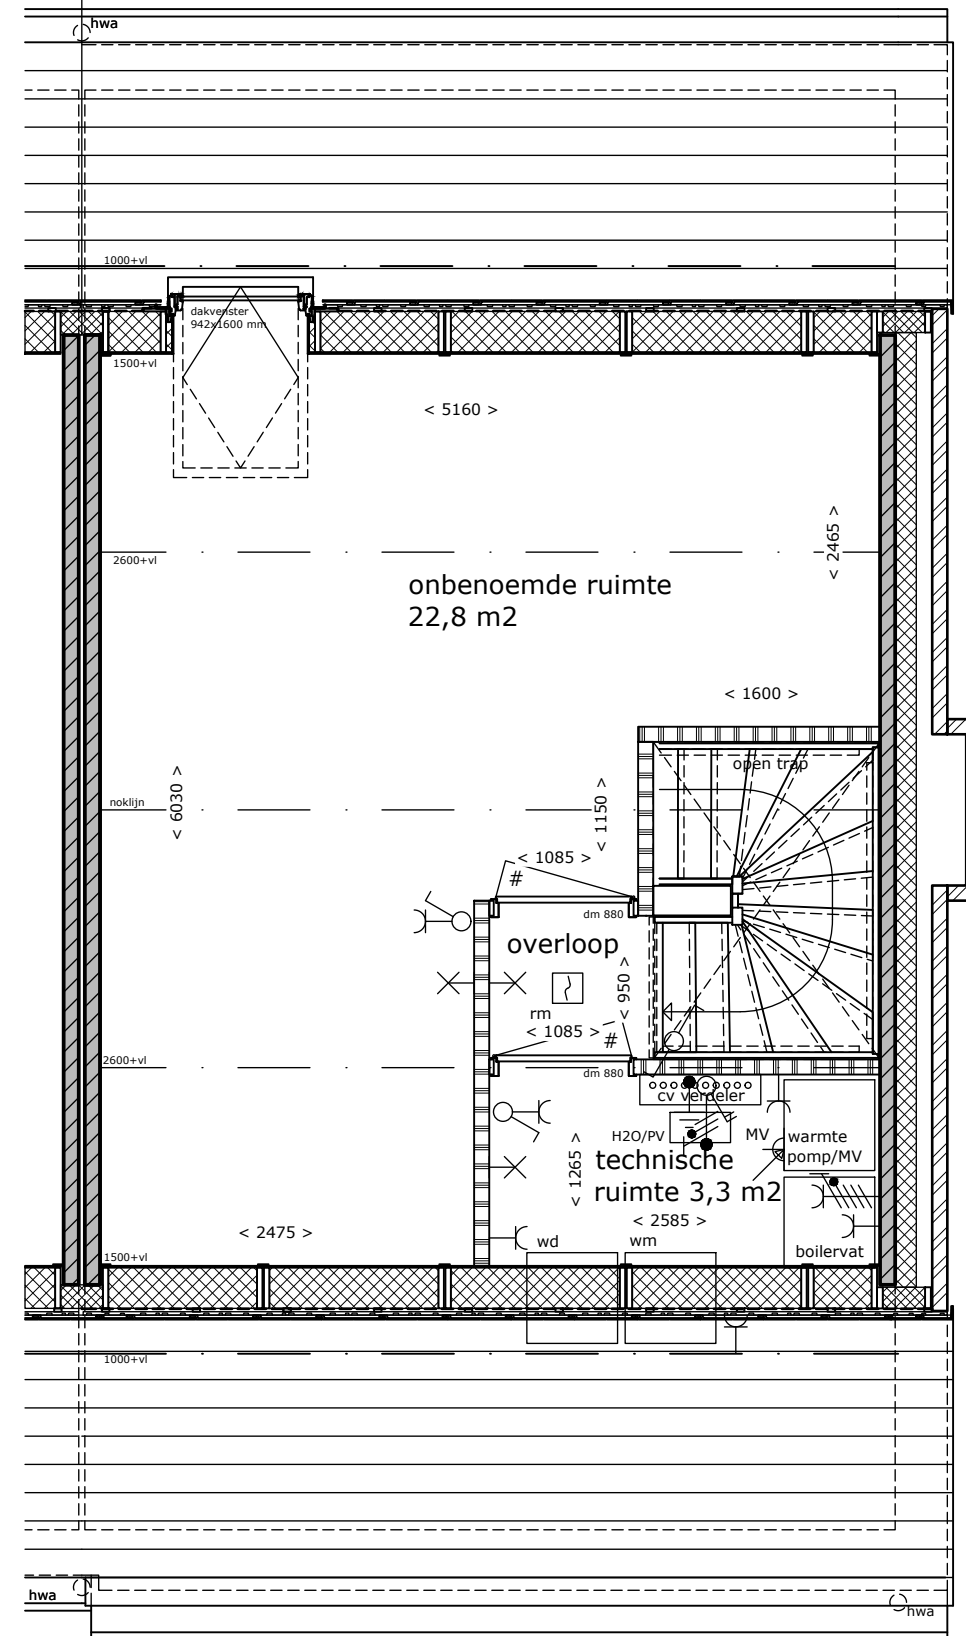 hwa
1000+vl
dakvenster
942x1600 mm
1500+vl
< 5160 >
< 2465 >
2600+vl
onbenoemde ruimte
22,8 m2
< 1600 >
open trap
< 6030 >
noklijn
< 1150 >
< 1085 >
#
dm 880
overloop
< 950 >
rm
< 1085 >
#
2600+vl
dm 880
cv verdeler
H2O/PV
MV
warmte
pomp/MV
technische
ruimte 3,3 m2
< 1265 >
< 2585 >
< 2475 >
wd
wm
boilervat
1500+vl
1000+vl
hwa
hwa